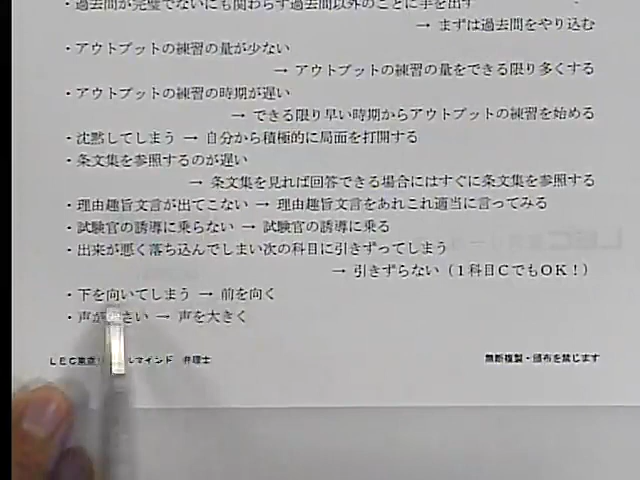 ・過去問が完璧でないにも関わらず過去問以外のことに手を出す
→ まずは過去問をやり込む
・アウトプットの練習の量が少ない
→ アウトプットの練習の量をできる限り多くする
・アウトプットの練習の時期が遅い
→ できる限り早い時期からアウトプットの練習を始める
・沈黙してしまう → 自分から積極的に局面を打開する
・条文集を参照するのが遅い
→ 条文集を見れば回答できる場合にはすぐに条文集を参照する
・理由趣旨文言が出てこない → 理由趣旨文言をあれこれ適当に言ってみる
・試験官の誘導に乗らない → 試験官の誘導に乗る
・出来が悪く落ち込んでしまい次の科目に引きずってしまう
→ 引きずらない（１科目ＣでもＯＫ！）
・下を向いてしまう → 前を向く
・声が さい → 声を大きく
ＬＥＣ東京 ルマインド 弁理士
無断複製・頒布を禁じます